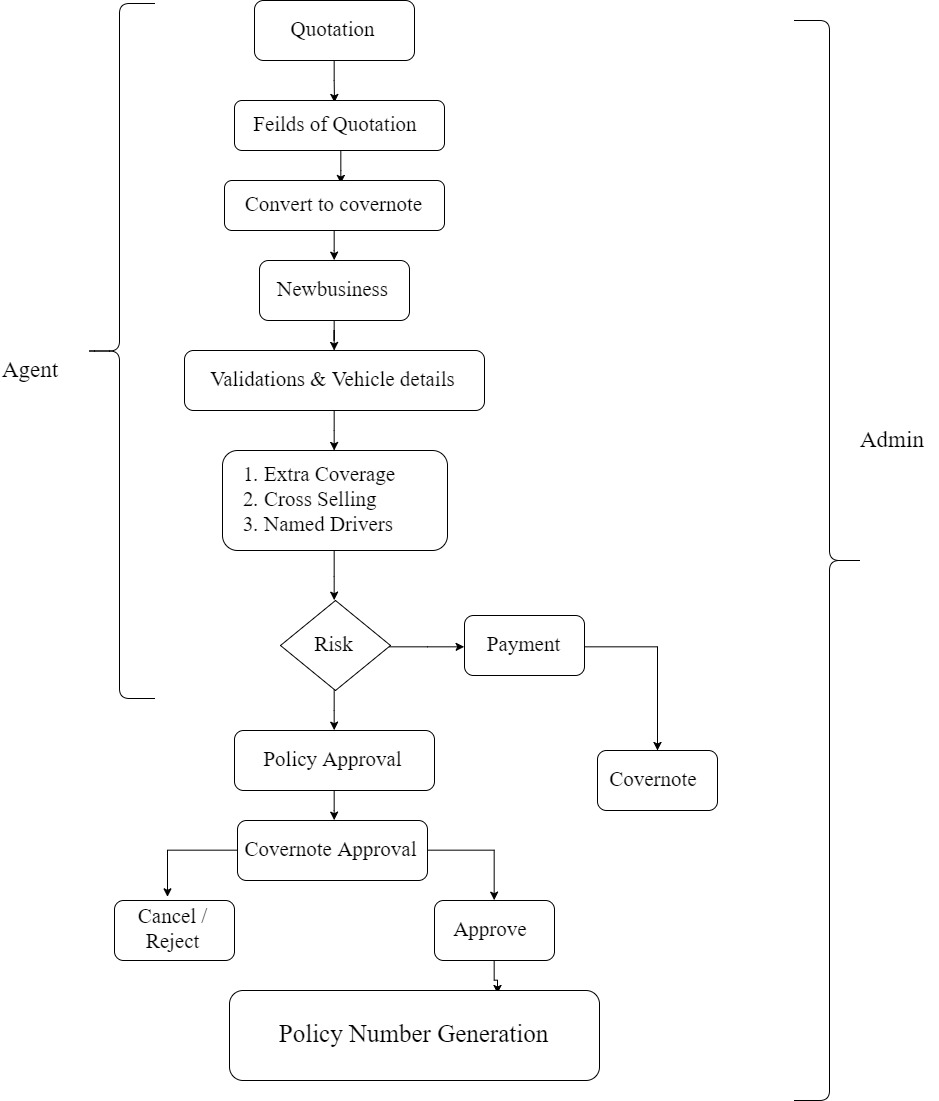 Quotation
Feilds of Quotation
Convert to covernote
Newbusiness
Agent
Validations & Vehicle details
Admin
1. Extra Coverage
2. Cross Selling
3. Named Drivers
Risk
Payment
Policy Approval
Covernote
Covernote Approval
Cancel /
Reject
Approve
Policy Number Generation